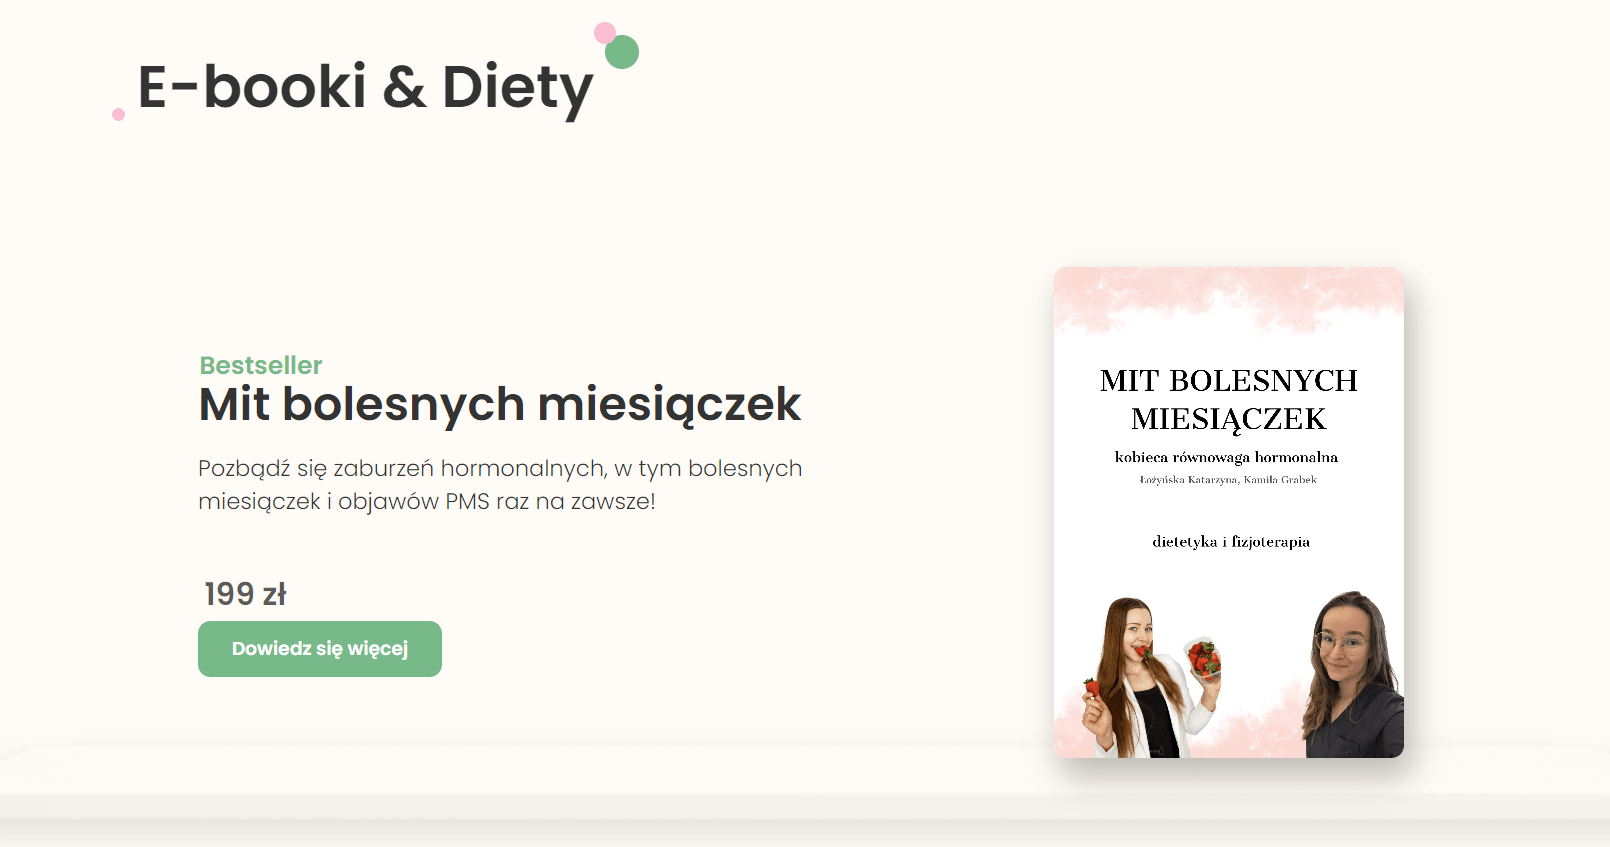 E-booki & Diety
Bestseller
Mit bolesnych miesiączek
Pozbądź się zaburzeń hormonalnych, w tym bolesnych
miesiączek i objawów PMS raz na zawsze!
199 zł
Dowiedz się więcej
MIT BOLESNYCH
MIESIĄCZEK
kobieca równowaga hormonalna
Łożyńska Katarzyna, Kamila Grabek
dietetyka i fizjoterapia